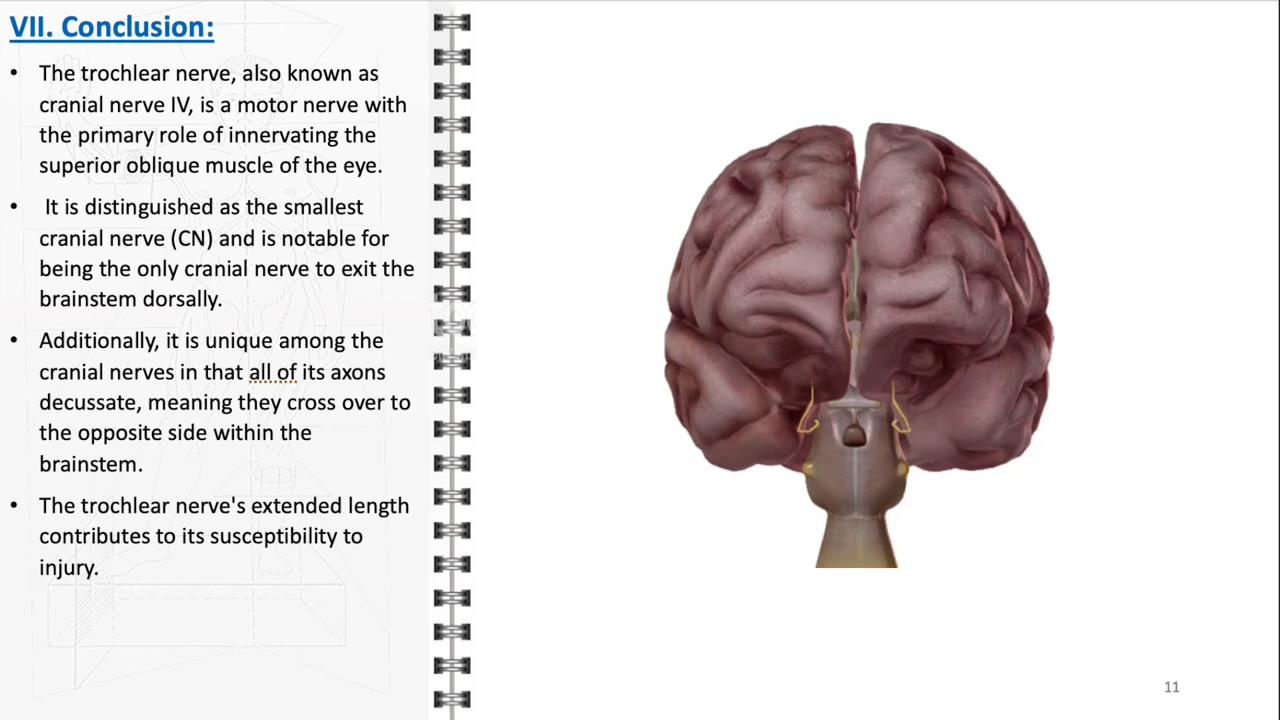 VII. Conclusion:
• The trochlear nerve, also known as
cranial nerve IV, is a motor nerve with
the primary role of innervating the
superior oblique muscle of the eye.
• It is distinguished as the smallest
cranial nerve (CN) and is notable for
being the only cranial nerve to exit the
brainstem dorsally.
• Additionally, it is unique among the
cranial nerves in that all of its axons
decussate, meaning they cross over to
the opposite side within the
brainstem.
• The trochlear nerve's extended length
contributes to its susceptibility to
injury.
11